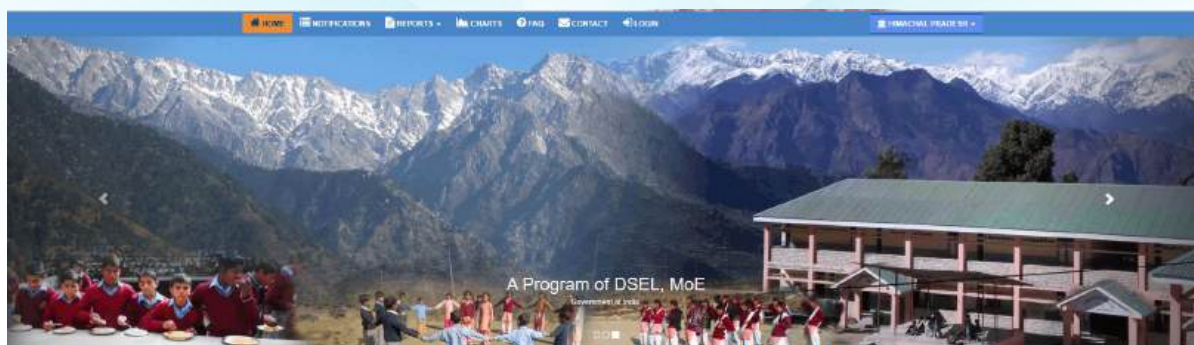 HOME NOTIFICATIONS REPORTS CHARTS FAQ CONTACT LOGIN HIMACHAL PRADESH
A Program of DSEL, MoE
Government of India